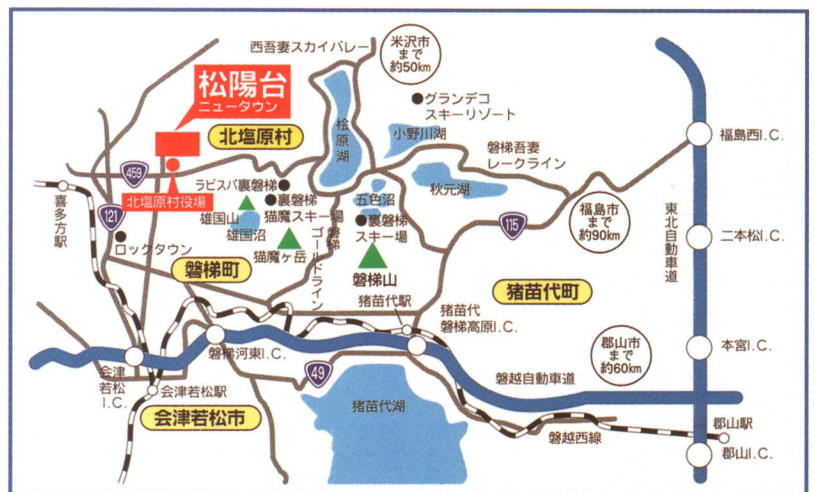 西吾妻スカイバレー
米沢市
まで
約50km
松陽台
ニュータウン
北塩原村
グランデコ
スキーリゾート
小野川湖
桧原湖
磐梯吾妻
レークライン
福島西I.C.
459
北塩原村役場
ラビスパ裏磐梯
裏磐梯
猫魔スキー場
雄国山
雄国沼
猫魔ヶ岳
五色沼
裏磐梯
スキー場
秋元湖
115
福島市
まで
約90km
東北自動車道
喜多方駅
121
ロックタウン
磐梯町
磐梯
ゴールドライン
磐梯山
二本松I.C.
猪苗代町
猪苗代駅
猪苗代
磐梯高原I.C.
郡山市
まで
約60km
本宮I.C.
会津
若松
I.C.
会津若松駅
磐梯河東I.C.
49
磐越自動車道
会津若松市
猪苗代湖
磐越西線
郡山駅
郡山I.C.